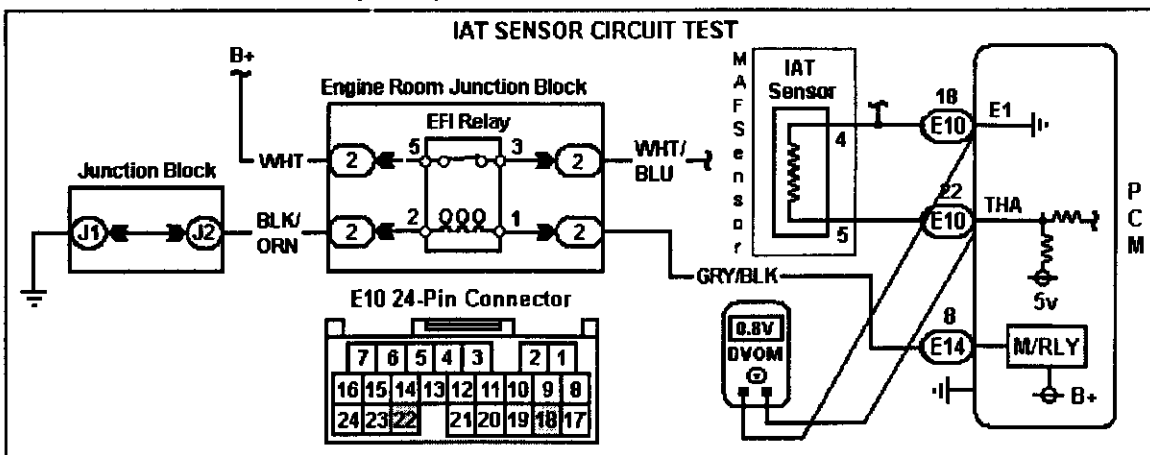 IAT SENSOR CIRCUIT TEST
B+
Engine Room Junction Block
EFI Relay
WHT
2
5
3
2
WHT/
BLU
Junction Block
J1
J2
BLK/
ORN
2
2
1
2
GRY/BLK
MAF Sensor
IAT
Sensor
4
5
18
E10
E1
22
E10
THA
5v
8
E14
M/RLY
B+
PCM
0.8V
DVOM
V
E10 24-Pin Connector
7 6 5 4 3 2 1
16 15 14 13 12 11 10 9 8
24 23 22 21 20 19 18 17